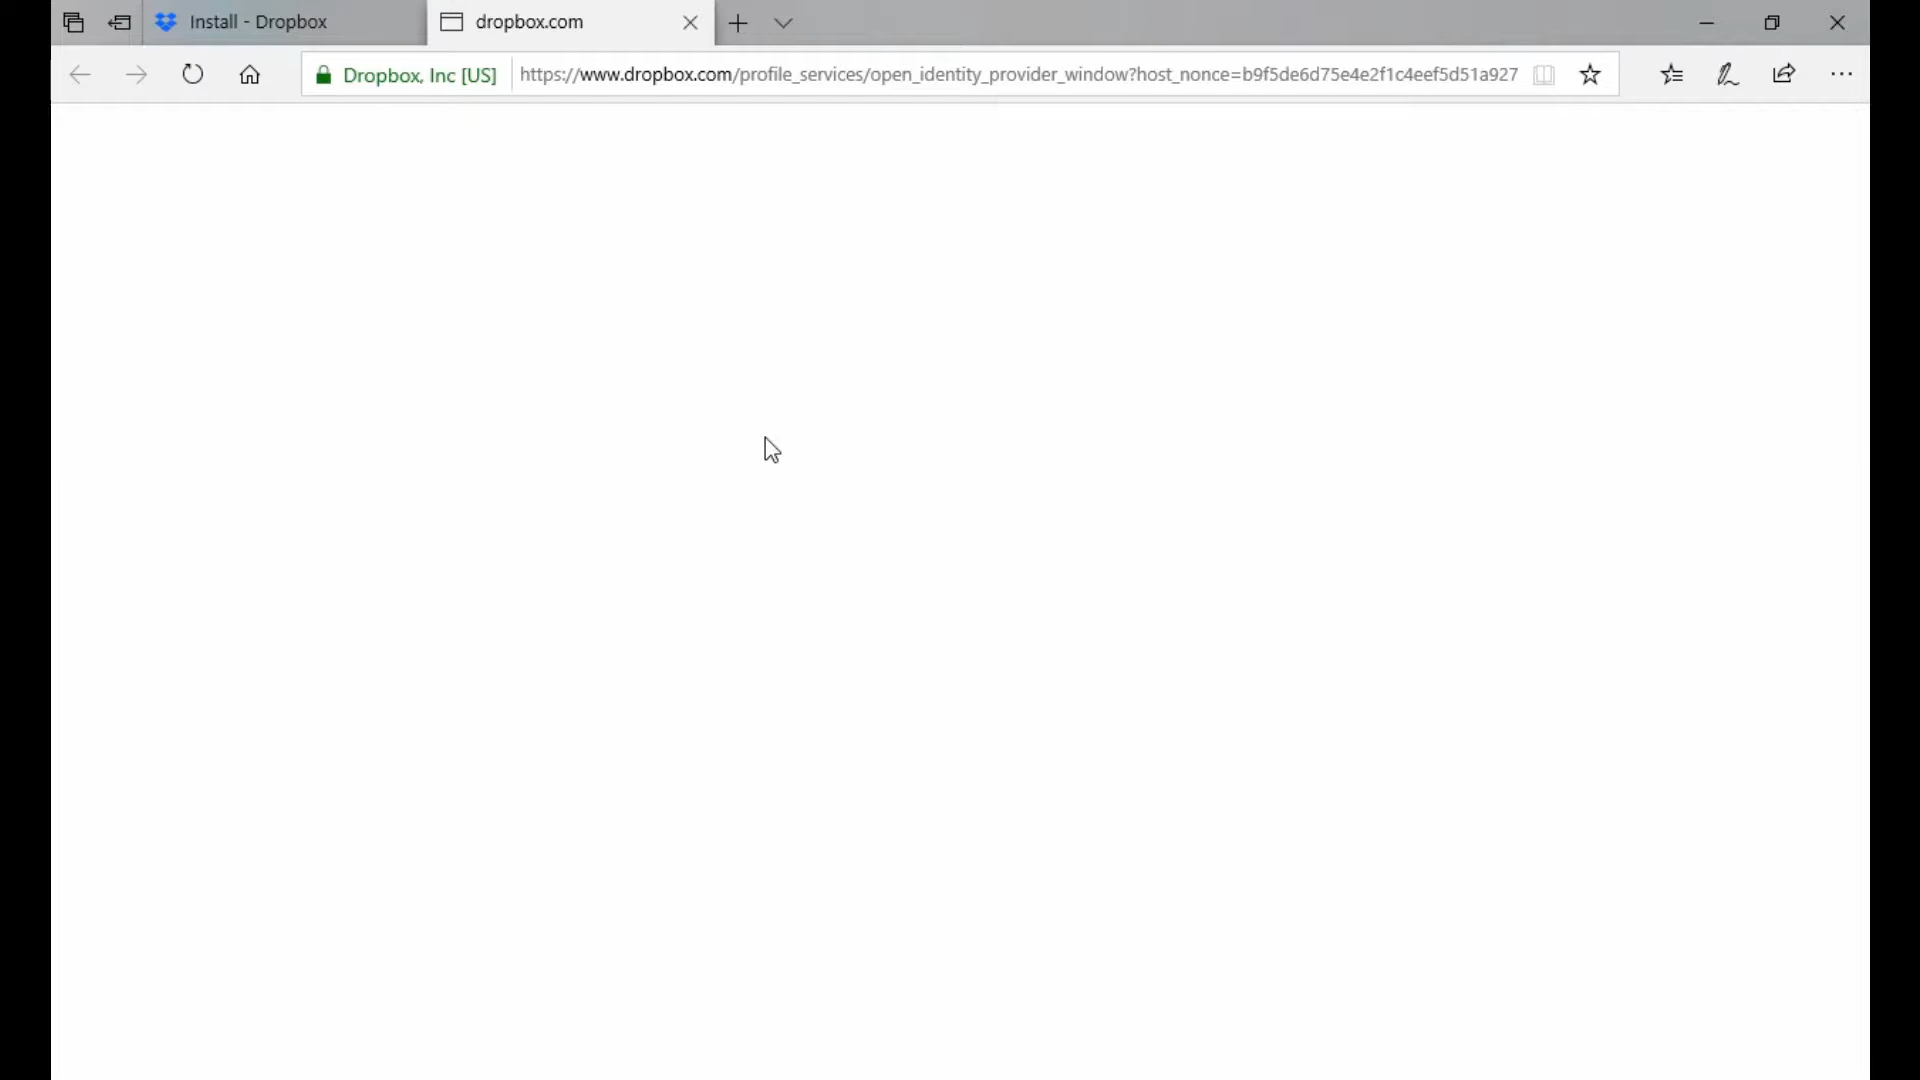 Install - Dropbox
dropbox.com
Dropbox, Inc [US]
https://www.dropbox.com/profile_services/open_identity_provider_window?host_nonce=b9f5de6d75e4e2f1c4eef5d51a927